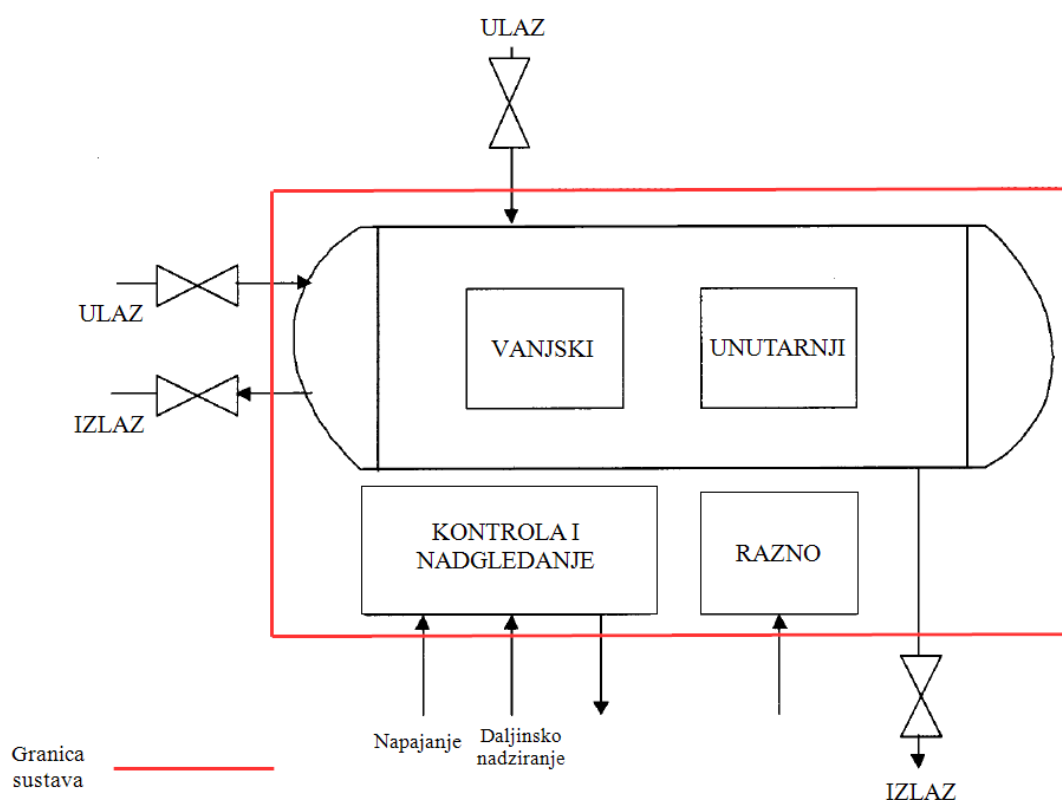 ULAZ
ULAZ
IZLAZ
VANJSKI
UNUTARNJI
KONTROLA I
NADGLEDANJE
RAZNO
Napajanje
Daljinsko
nadziranje
Granica
sustava
IZLAZ